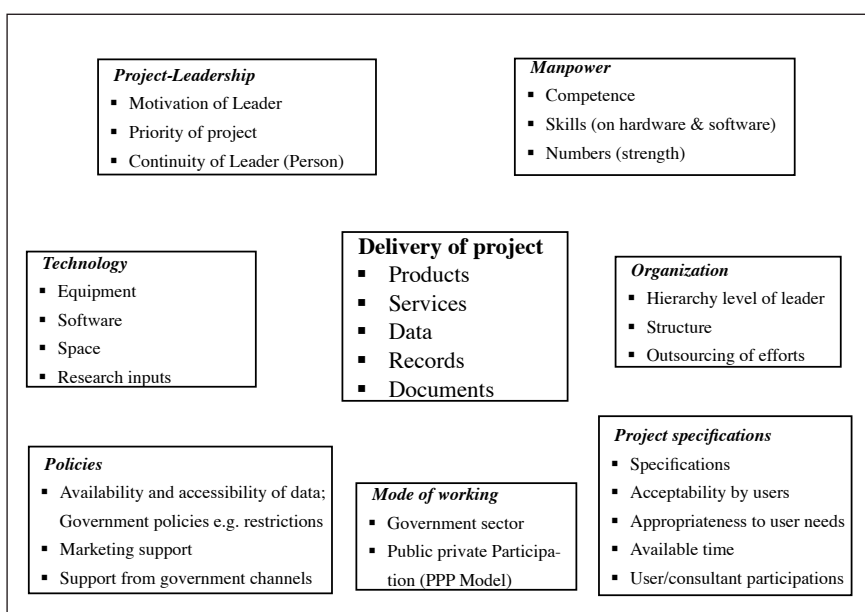 Project-Leadership
▪ Motivation of Leader
▪ Priority of project
▪ Continuity of Leader (Person)
Manpower
▪ Competence
▪ Skills (on hardware & software)
▪ Numbers (strength)
Technology
▪ Equipment
▪ Software
▪ Space
▪ Research inputs
Delivery of project
▪ Products
▪ Services
▪ Data
▪ Records
▪ Documents
Organization
▪ Hierarchy level of leader
▪ Structure
▪ Outsourcing of efforts
Policies
▪ Availability and accessibility of data;
Government policies e.g. restrictions
▪ Marketing support
▪ Support from government channels
Mode of working
▪ Government sector
▪ Public private Participa-
tion (PPP Model)
Project specifications
▪ Specifications
▪ Acceptability by users
▪ Appropriateness to user needs
▪ Available time
▪ User/consultant participations